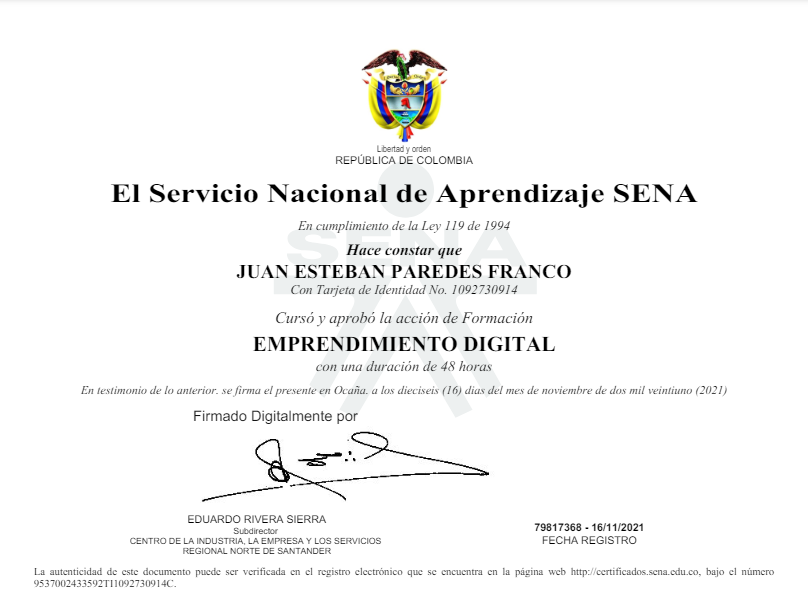 Libertad y orden
REPÚBLICA DE COLOMBIA
El Servicio Nacional de Aprendizaje SENA
En cumplimiento de la Ley 119 de 1994
SENA
Hace constar que
JUAN ESTEBAN PAREDES FRANCO
Con Tarjeta de Identidad No. 1092730914
Cursó y aprobó la acción de Formación
EMPRENDIMIENTO DIGITAL
con una duración de 48 horas
En testimonio de lo anterior. se firma el presente en Ocaña. a los dieciseis (16) dias del mes de noviembre de dos mil veintiuno (2021)
Firmado Digitalmente por
EDUARDO RIVERA SIERRA
Subdirector
CENTRO DE LA INDUSTRIA, LA EMPRESA Y LOS SERVICIOS
REGIONAL NORTE DE SANTANDER
79817368 - 16/11/2021
FECHA REGISTRO
La autenticidad de este documento puede ser verificada en el registro electrónico que se encuentra en la página web http://certificados.sena.edu.co, bajo el número
9537002433592TI1092730914C.